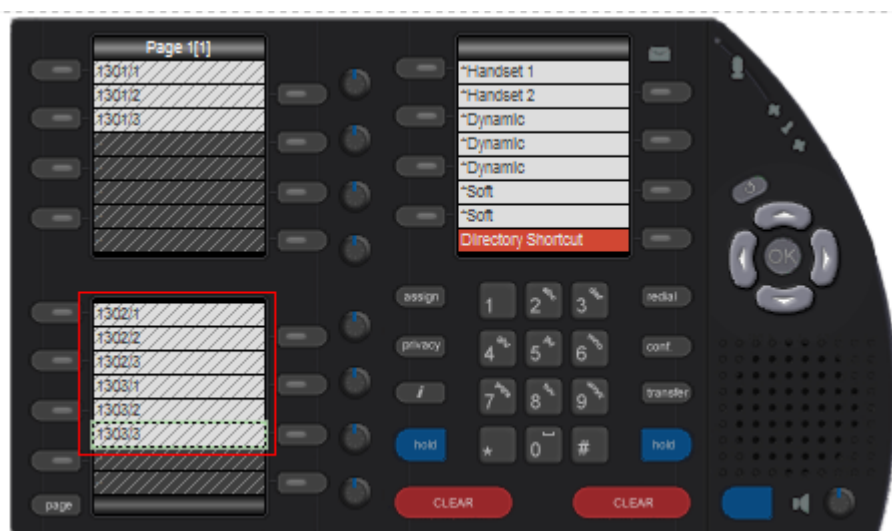 Page 1[1]
1301/1
1301/2
1301/3
*Handset 1
*Handset 2
*Dynamic
*Dynamic
*Dynamic
*Soft
*Soft
Directory Shortcut
1302/1
1302/2
1302/3
1303/1
1303/2
1303/3
page
assign
1
2
3
redial
privacy
4
5
6
conf.
i
7
8
9
transfer
hold
*
0
#
hold
CLEAR
CLEAR
OK